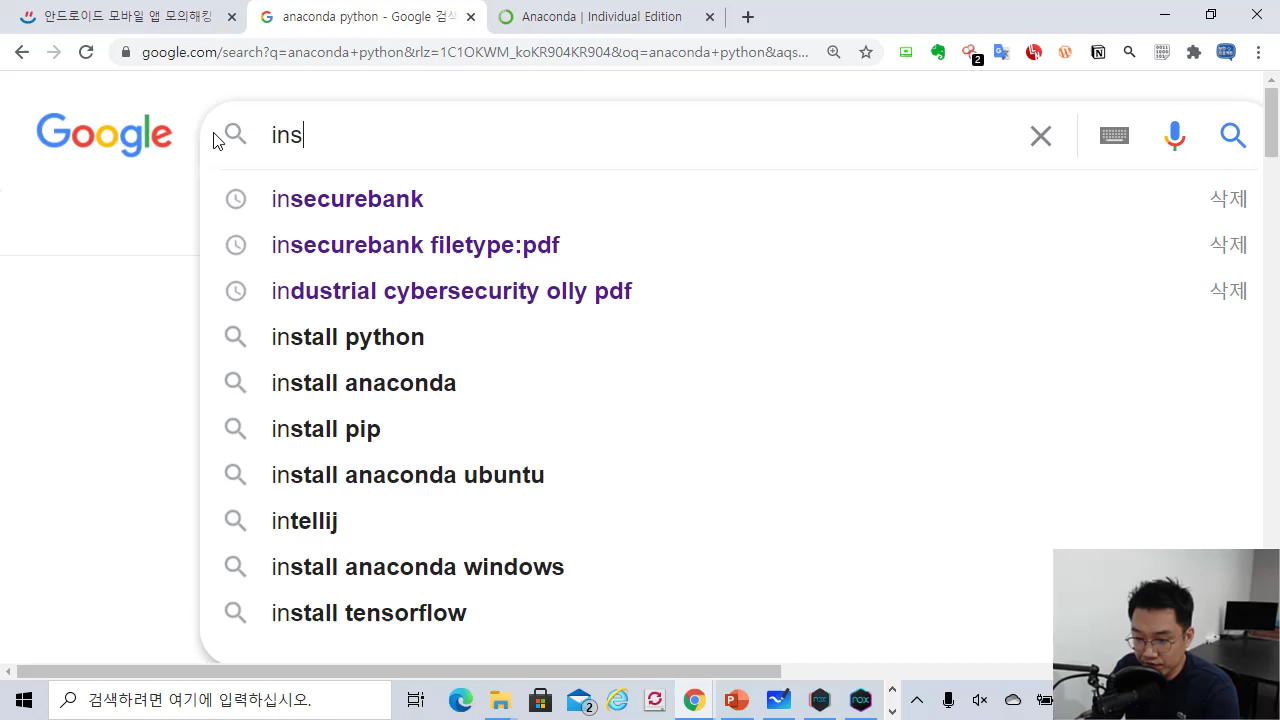 안드로이드 모바일 앱 모의해킹
anaconda python - Google 검색
Anaconda | Individual Edition
google.com/search?q=anaconda+python&rlz=1C1OKWM_koKR904KR904&oq=anaconda+python&aqs...
2
Google
ins
insecurebank
삭제
insecurebank filetype:pdf
삭제
industrial cybersecurity olly pdf
삭제
install python
install anaconda
install pip
install anaconda ubuntu
intellij
install anaconda windows
install tensorflow
검색하려면 여기에 입력하십시오.
2
nox
nox